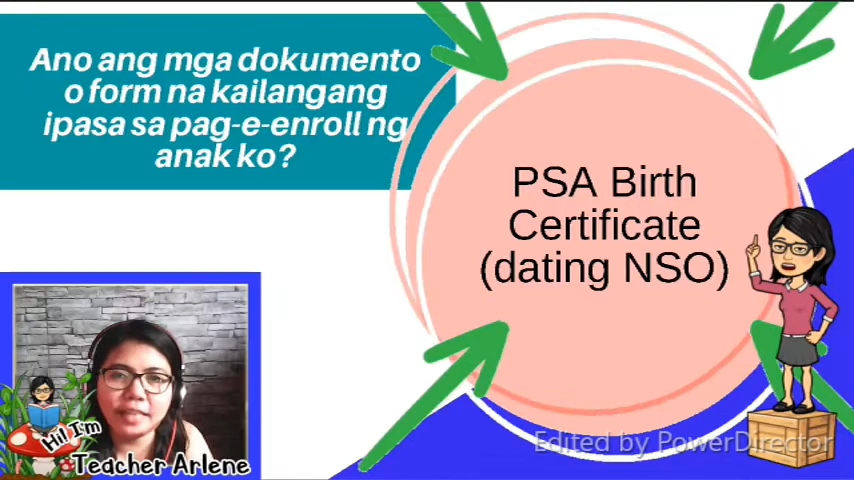 Ano ang mga dokumento
o form na kailangang
ipasa sa pag-e-enroll ng
anak ko?
PSA Birth
Certificate
(dating NSO)
Hi! I'm
Teacher Arlene
Edited by PowerDirector